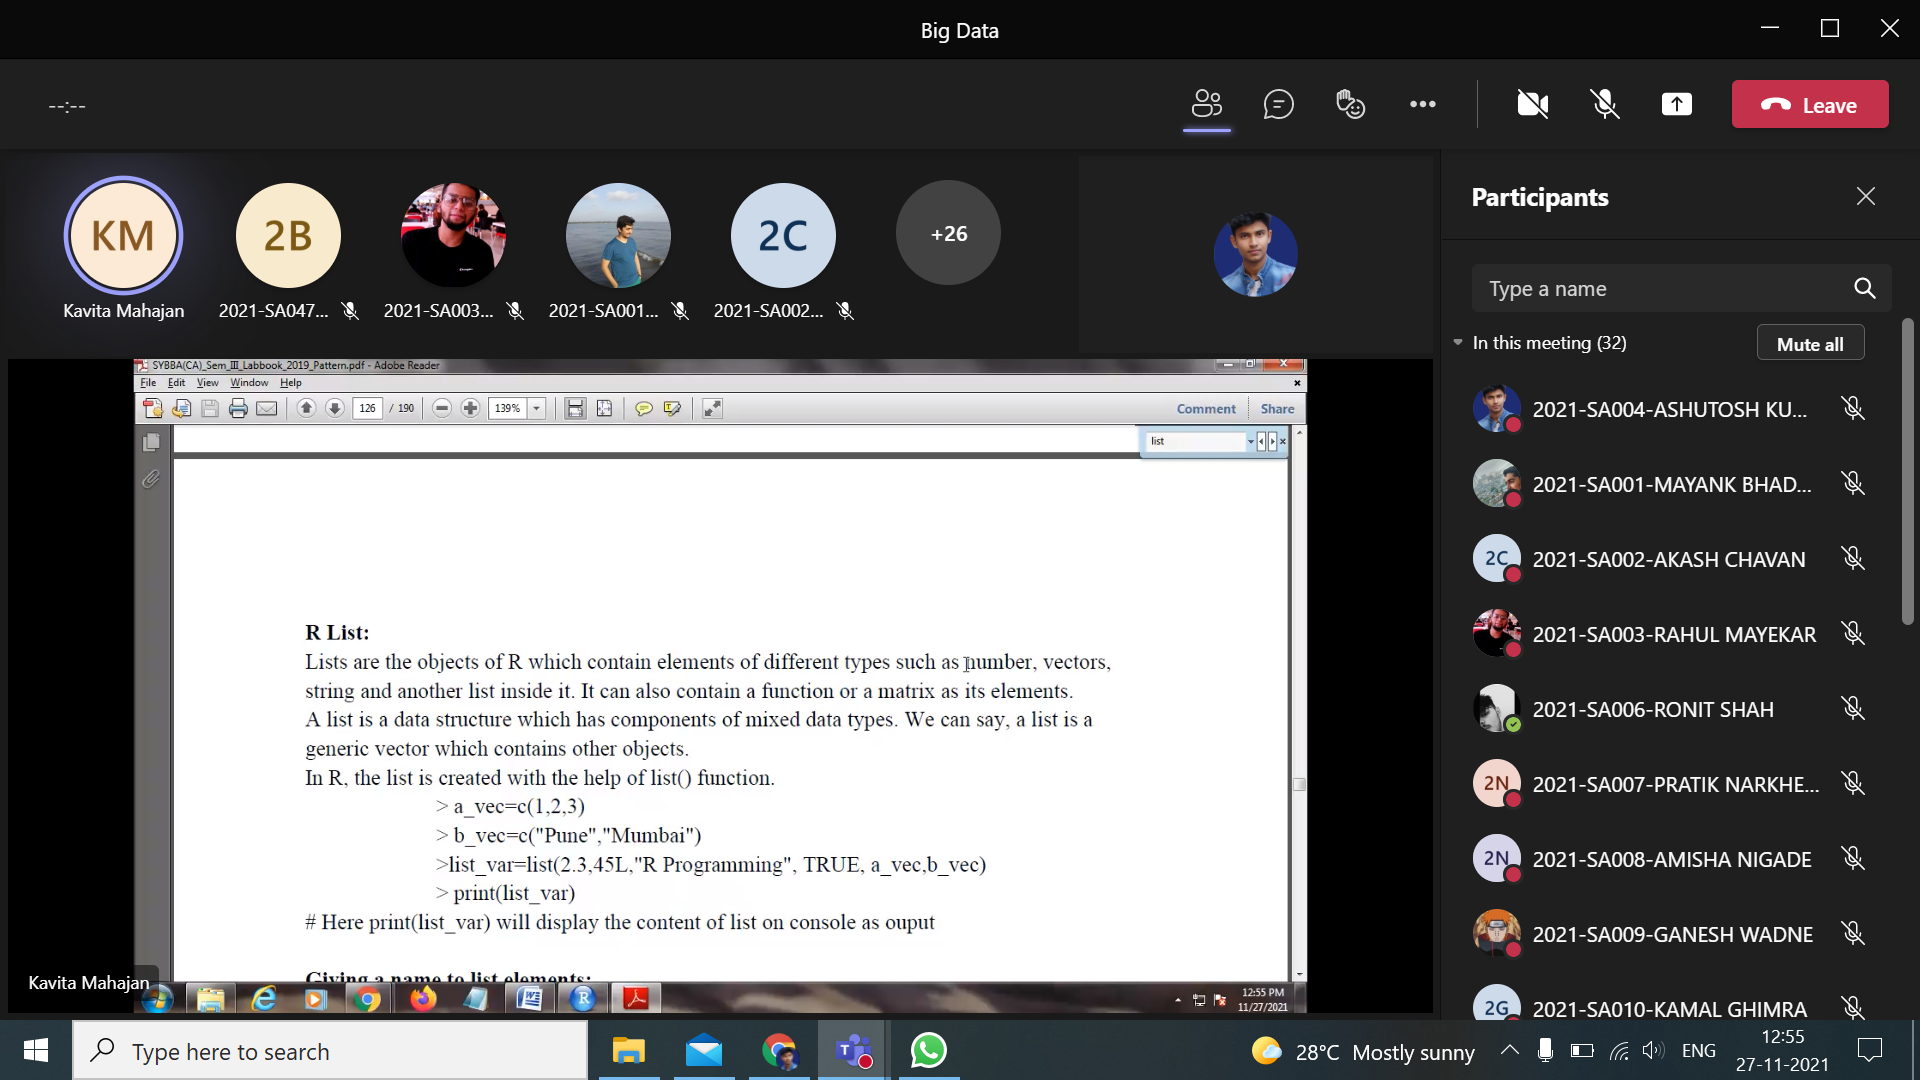 Big Data
--:--
Leave
KM
2B
2C
+26
Kavita Mahajan
2021-SA047...
2021-SA003...
2021-SA001...
2021-SA002...
Participants
Type a name
In this meeting (32)
Mute all
2021-SA004-ASHUTOSH KU...
2021-SA001-MAYANK BHAD...
2C
2021-SA002-AKASH CHAVAN
2021-SA003-RAHUL MAYEKAR
2021-SA006-RONIT SHAH
2N
2021-SA007-PRATIK NARKHE...
2N
2021-SA008-AMISHA NIGADE
2021-SA009-GANESH WADNE
2G
2021-SA010-KAMAL GHIMRA
SYBBA(CA)_Sem_III_Labbook_2019_Pattern.pdf - Adobe Reader
File Edit View Window Help
126 / 190 139% Comment Share
list
R List:
Lists are the objects of R which contain elements of different types such as number, vectors,
string and another list inside it. It can also contain a function or a matrix as its elements.
A list is a data structure which has components of mixed data types. We can say, a list is a
generic vector which contains other objects.
In R, the list is created with the help of list() function.
> a_vec=c(1,2,3)
> b_vec=c("Pune","Mumbai")
>list_var=list(2.3,45L,"R Programming", TRUE, a_vec,b_vec)
> print(list_var)
# Here print(list_var) will display the content of list on console as ouput
Giving a name to list elements:
Kavita Mahajan
12:55 PM
11/27/2021
Type here to search
28°C Mostly sunny
ENG
12:55
27-11-2021